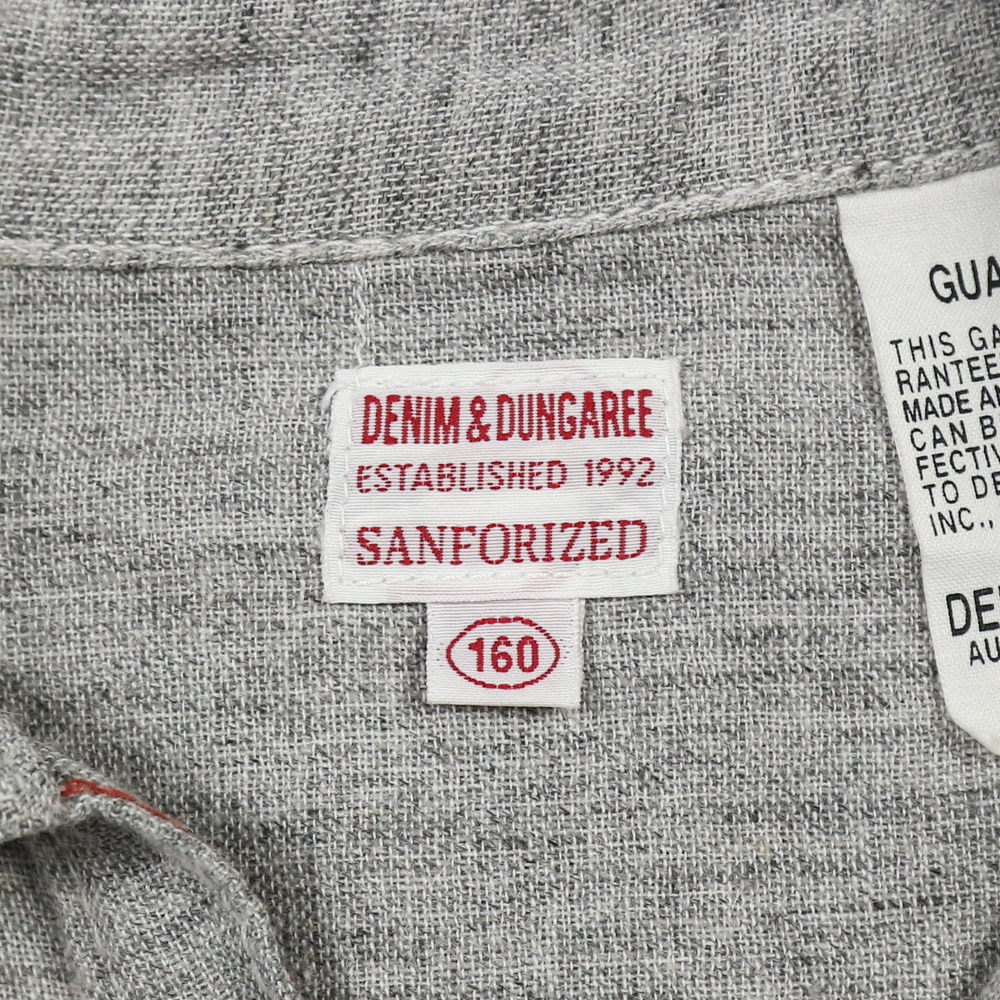 DENIM & DUNGAREE
ESTABLISHED 1992
SANFORIZED
160
GUA
THIS GA
RANTEE
MADE A
CAN B
FECTIV
TO DE
INC.,
DE
AU